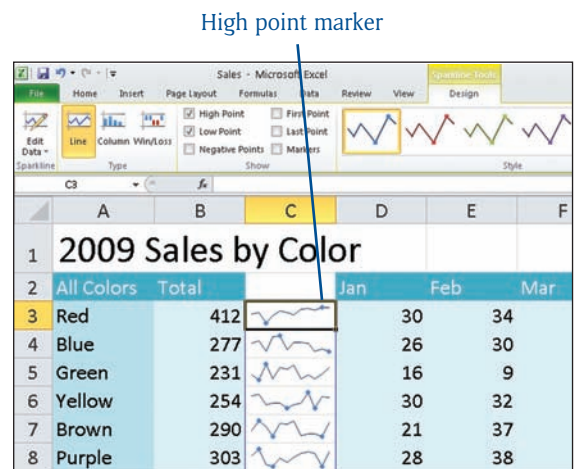 High point marker
Sales - Microsoft Excel
Sparkline Tools
File Home Insert Page Layout Formulas Data Review View Design
Edit Data
Line Column Win/Loss
High Point First Point
Low Point Last Point
Negative Points Markers
Sparkline Type Show Style
C3 fx
A B C D E F
1 2009 Sales by Color
2 All Colors Total Jan Feb Mar
3 Red 412 30 34
4 Blue 277 26 30
5 Green 231 16 9
6 Yellow 254 30 32
7 Brown 290 21 37
8 Purple 303 28 38